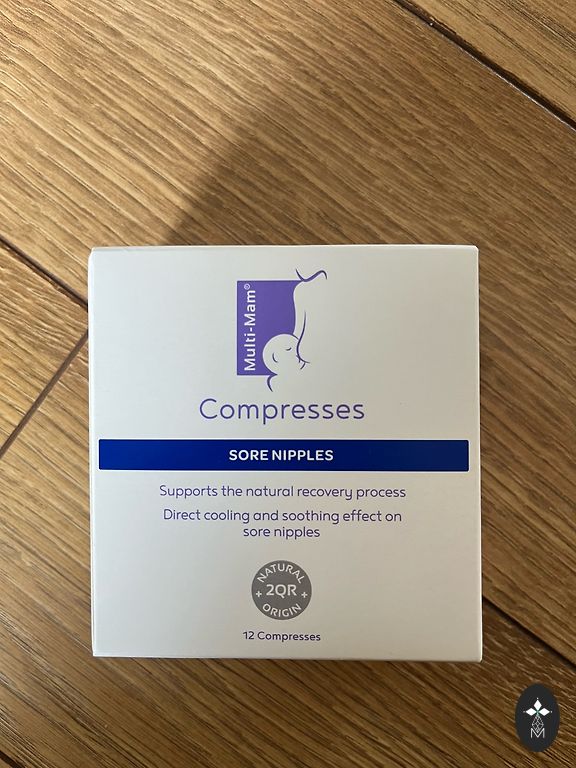 Multi-Mam®
Compresses
SORE NIPPLES
Supports the natural recovery process
Direct cooling and soothing effect on
sore nipples
NATURAL
+ 2QR +
ORIGIN
12 Compresses
M